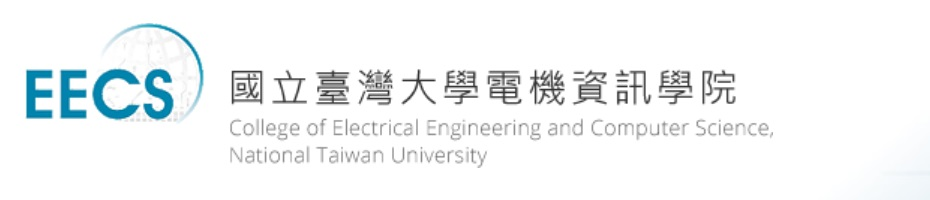 EECS
國立臺灣大學電機資訊學院
College of Electrical Engineering and Computer Science,
National Taiwan University